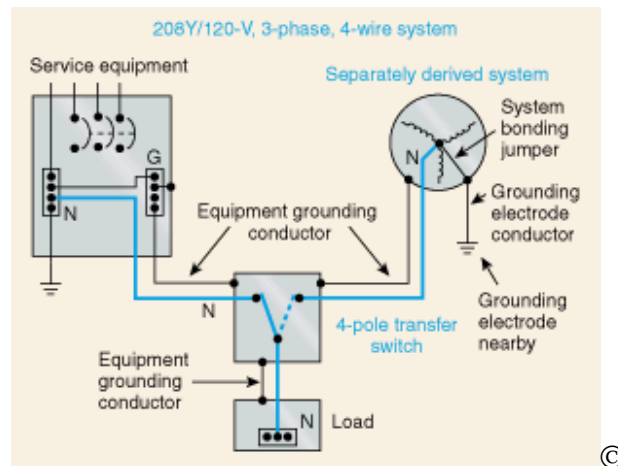 208Y/120-V, 3-phase, 4-wire system
Service equipment
Separately derived system
System
bonding
jumper
G
N
N
Equipment grounding
conductor
Grounding
electrode
conductor
N
4-pole transfer
switch
Grounding
electrode
nearby
Equipment
grounding
conductor
N
Load
©